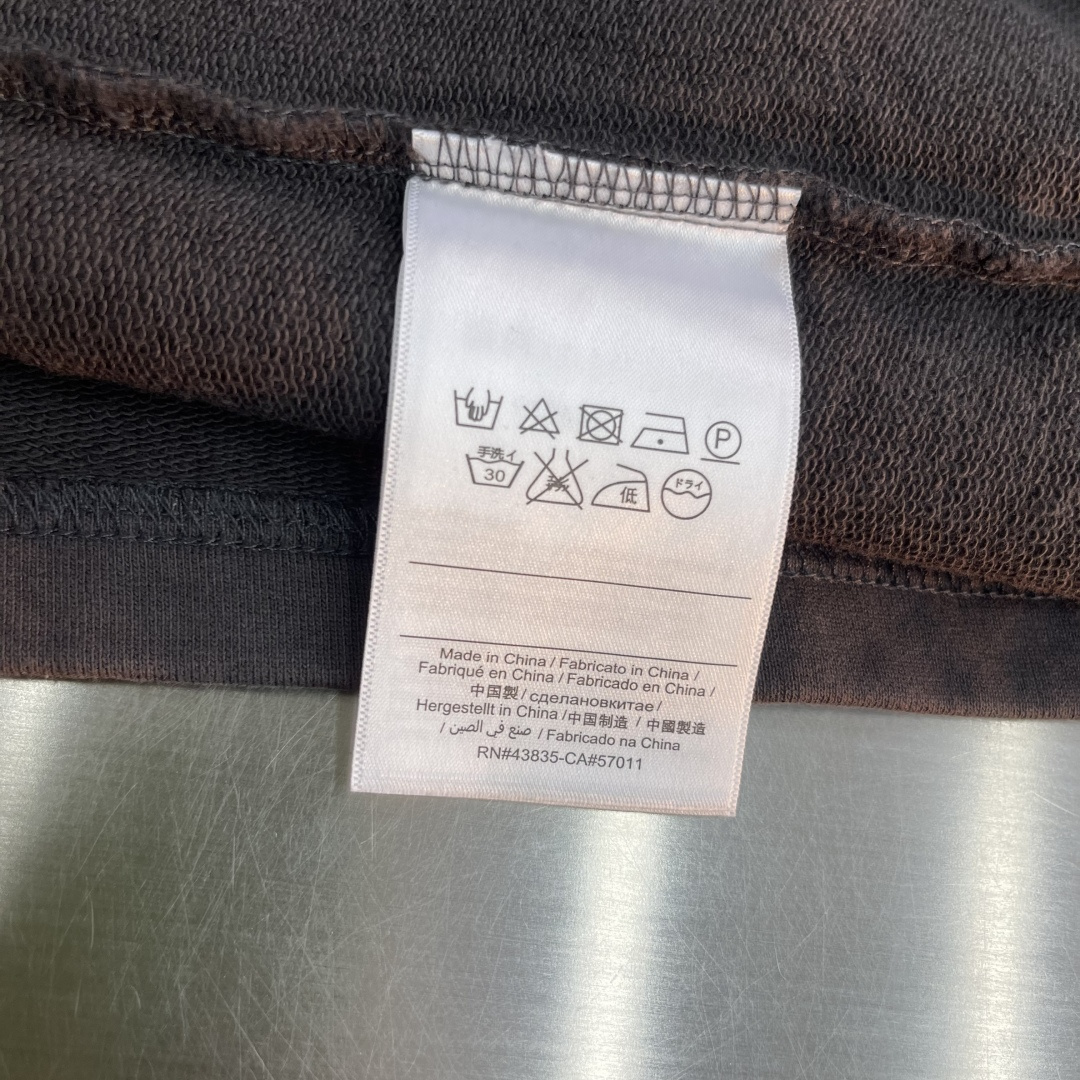 P
手洗イ
30
低
ドライ
Made in China / Fabricato in China /
Fabriqué en China / Fabricado en China /
中国製 / сделановкитае /
Hergestellt in China /中国制造 / 中國製造
/ صنع في الصين / Fabricado na China
RN#43835-CA#57011